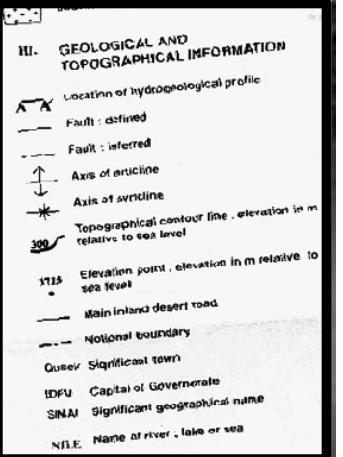 III. GEOLOGICAL AND
TOPOGRAPHICAL INFORMATION
Location of hydrogeological profile
Fault : defined
Fault : inferred
Axis of anticline
Axis of syncline
300 Topographical contour line , elevation in m
relative to sea level
1715 Elevation point , elevation in m relative to
sea level
Main inland desert road
National boundary
Quseir Significant town
IDFU Capital of Governorate
SINAI Significant geographical name
NILE Name of river , lake or sea